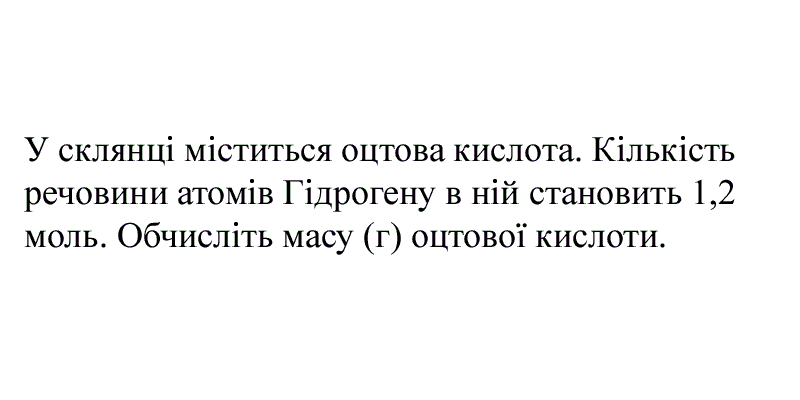 У склянці міститься оцтова кислота. Кількість
речовини атомів Гідрогену в ній становить 1,2
моль. Обчисліть масу (г) оцтової кислоти.